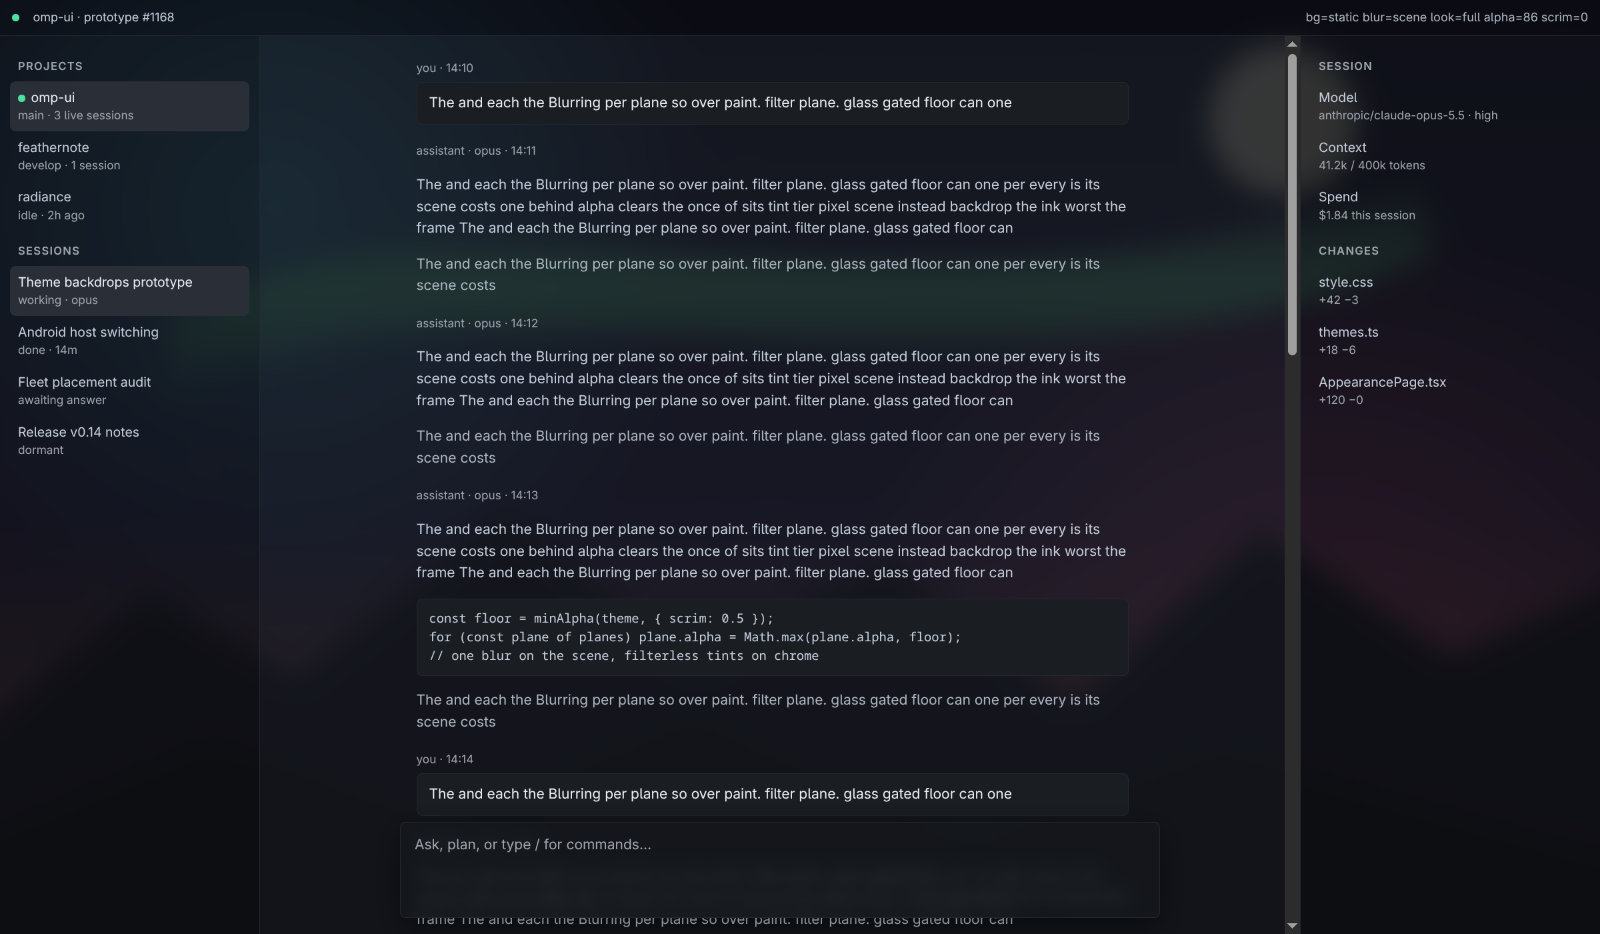 omp-ui · prototype #1168
bg=static blur=scene look=full alpha=86 scrim=0
PROJECTS
omp-ui
main · 3 live sessions
feathernote
develop · 1 session
radiance
idle · 2h ago
SESSIONS
Theme backdrops prototype
working · opus
Android host switching
done · 14m
Fleet placement audit
awaiting answer
Release v0.14 notes
dormant
you · 14:10
The and each the Blurring per plane so over paint. filter plane. glass gated floor can one
assistant · opus · 14:11
The and each the Blurring per plane so over paint. filter plane. glass gated floor can one per every is its
scene costs one behind alpha clears the once of sits tint tier pixel scene instead backdrop the ink worst the
frame The and each the Blurring per plane so over paint. filter plane. glass gated floor can
The and each the Blurring per plane so over paint. filter plane. glass gated floor can one per every is its
scene costs
assistant · opus · 14:12
The and each the Blurring per plane so over paint. filter plane. glass gated floor can one per every is its
scene costs one behind alpha clears the once of sits tint tier pixel scene instead backdrop the ink worst the
frame The and each the Blurring per plane so over paint. filter plane. glass gated floor can
The and each the Blurring per plane so over paint. filter plane. glass gated floor can one per every is its
scene costs
assistant · opus · 14:13
The and each the Blurring per plane so over paint. filter plane. glass gated floor can one per every is its
scene costs one behind alpha clears the once of sits tint tier pixel scene instead backdrop the ink worst the
frame The and each the Blurring per plane so over paint. filter plane. glass gated floor can
const floor = minAlpha(theme, { scrim: 0.5 });
for (const plane of planes) plane.alpha = Math.max(plane.alpha, floor);
// one blur on the scene, filterless tints on chrome
The and each the Blurring per plane so over paint. filter plane. glass gated floor can one per every is its
scene costs
you · 14:14
The and each the Blurring per plane so over paint. filter plane. glass gated floor can one
Ask, plan, or type / for commands...
frame The and each the Blurring per plane so over paint. filter plane. glass gated floor can
SESSION
Model
anthropic/claude-opus-5.5 · high
Context
41.2k / 400k tokens
Spend
$1.84 this session
CHANGES
style.css
+42 −3
themes.ts
+18 −6
AppearancePage.tsx
+120 −0